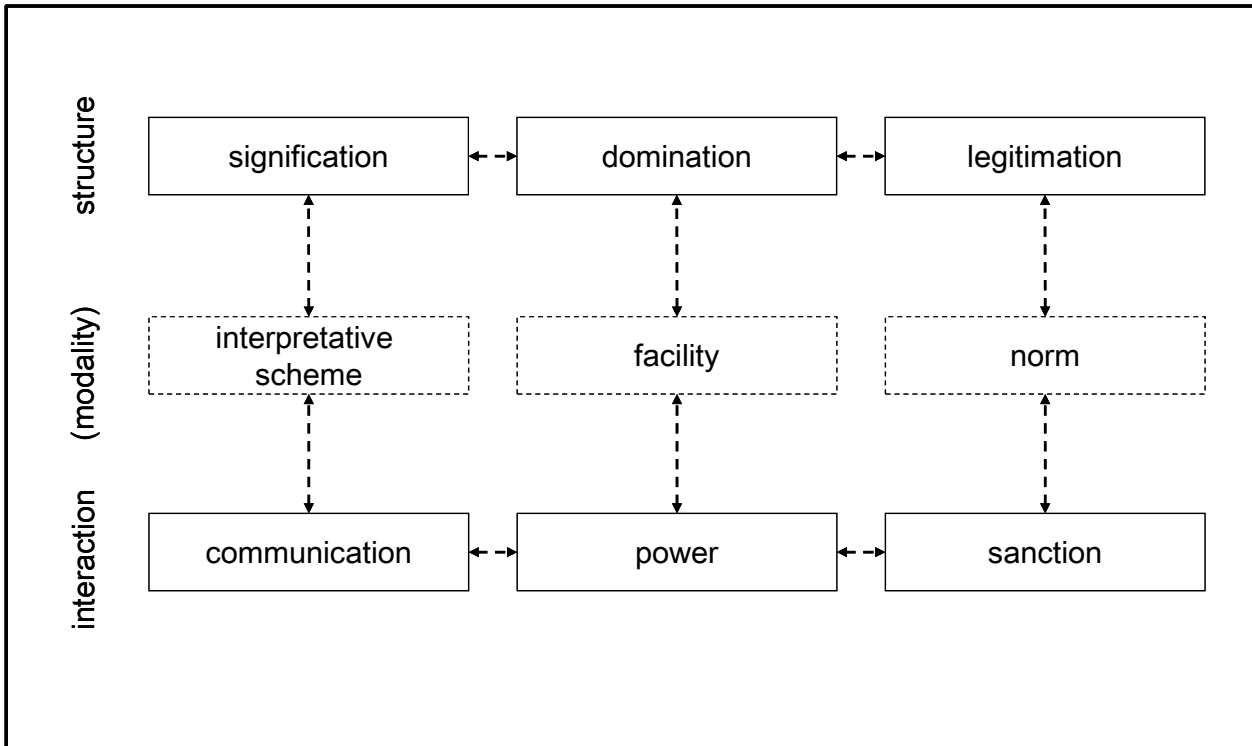 structure
signification
domination
legitimation
(modality)
interpretative
scheme
facility
norm
interaction
communication
power
sanction